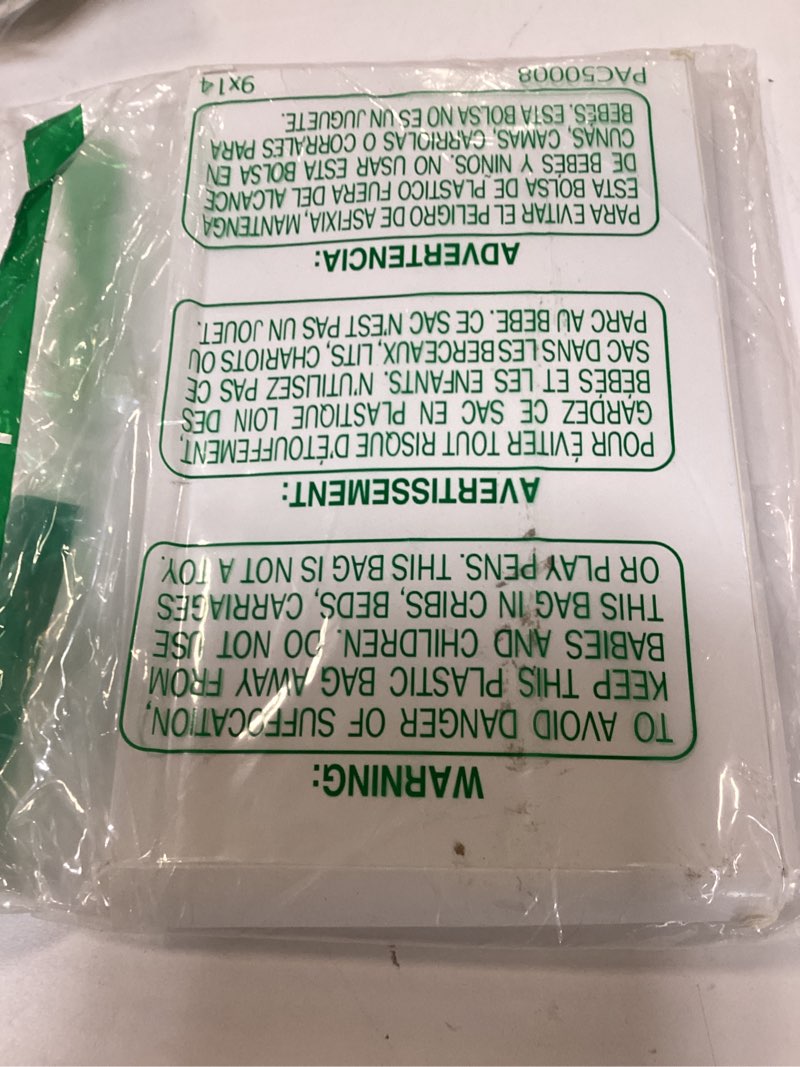 WARNING:
TO AVOID DANGER OF SUFFOCATION,
KEEP THIS PLASTIC BAG AWAY FROM
BABIES AND CHILDREN. DO NOT USE
THIS BAG IN CRIBS, BEDS, CARRIAGES
OR PLAY PENS. THIS BAG IS NOT A TOY.
AVERTISSEMENT:
POUR ÉVITER TOUT RISQUE D'ÉTOUFFEMENT,
GARDEZ CE SAC EN PLASTIQUE LOIN DES
BÉBÉS ET LES ENFANTS. N'UTILISEZ PAS CE
SAC DANS LES BERCEAUX, LITS, CHARIOTS OU
PARC AU BEBE. CE SAC N'EST PAS UN JOUET.
ADVERTENCIA:
PARA EVITAR EL PELIGRO DE ASFIXIA, MANTENGA
ESTA BOLSA DE PLASTICO FUERA DEL ALCANCE
DE BEBÉS Y NIÑOS. NO USAR ESTA BOLSA EN
CUNAS, CAMAS, CARRIOLAS O CORRALES PARA
BEBÉS. ESTA BOLSA NO ES UN JUGUETE.
PAC50008 9x14